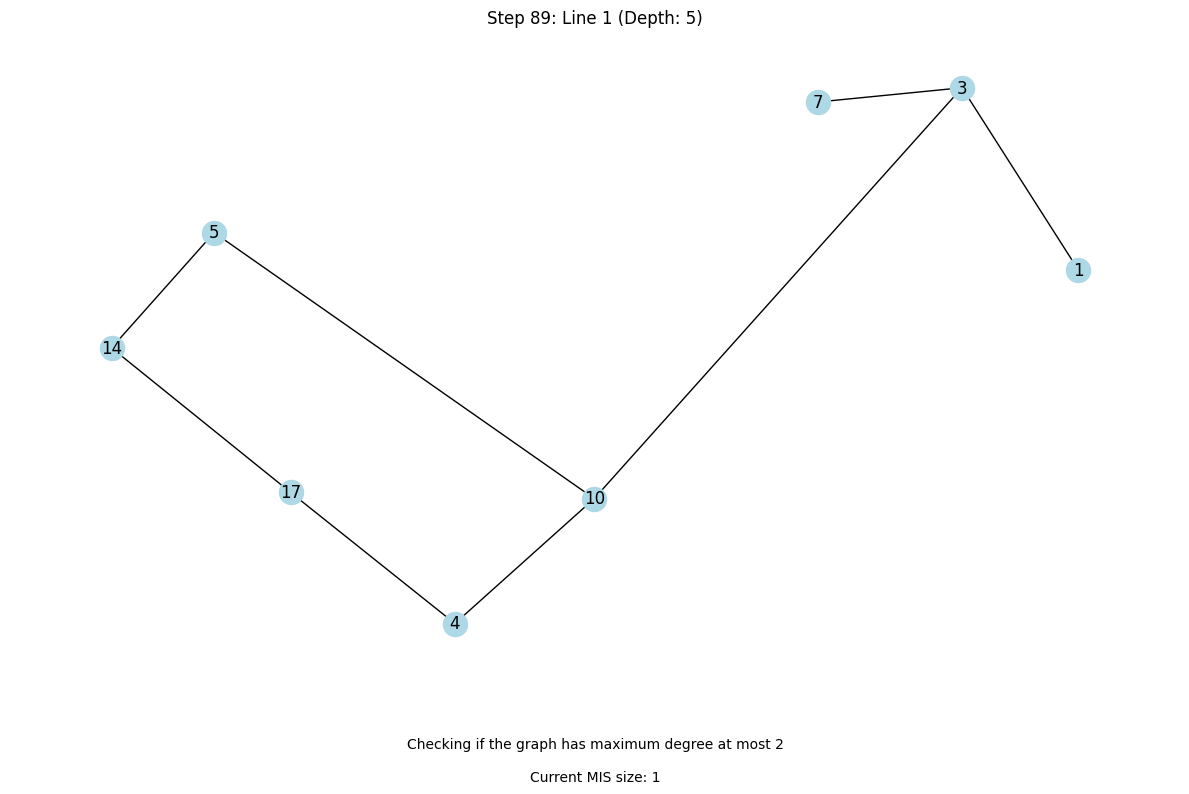 Step 89: Line 1 (Depth: 5)
3
7
5
1
14
17
10
4
Checking if the graph has maximum degree at most 2
Current MIS size: 1